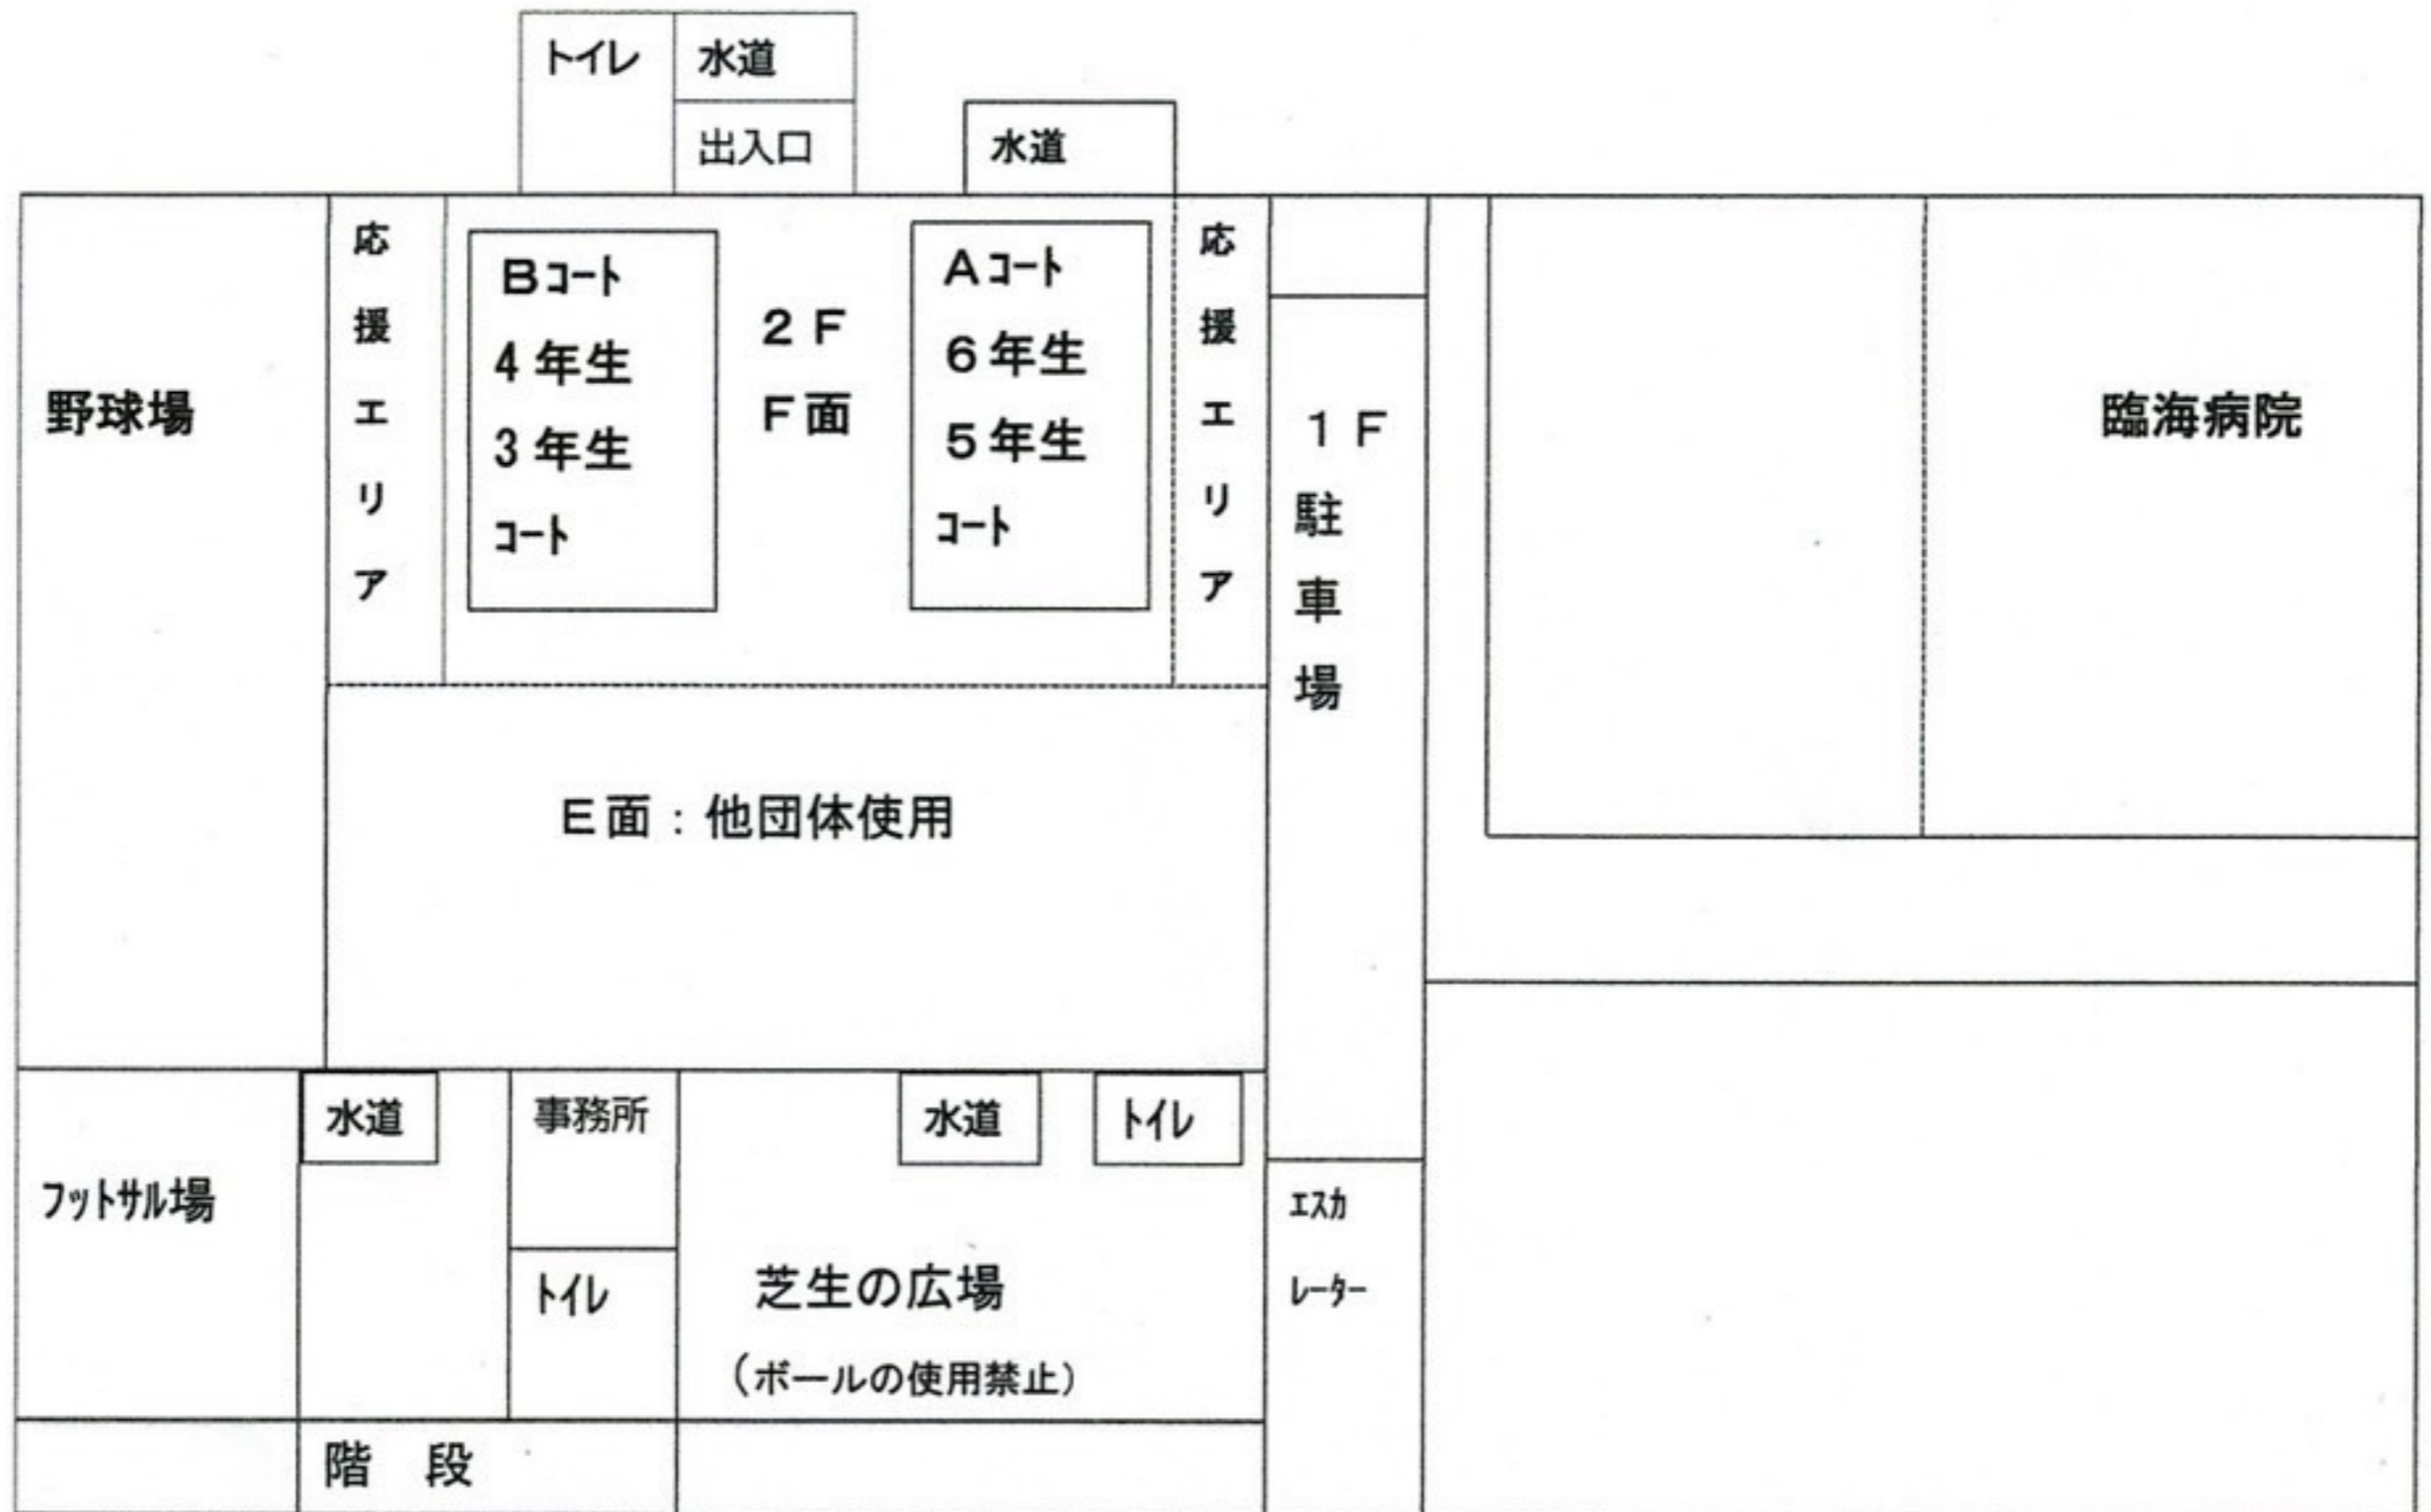 トイレ
水道
出入口
水道
野球場
応援エリア
Bｺｰﾄ
4年生
3年生
ｺｰﾄ
２Ｆ
Ｆ面
Aｺｰﾄ
６年生
５年生
ｺｰﾄ
応援エリア
１Ｆ
駐車場
臨海病院
Ｅ面：他団体使用
ﾌｯﾄｻﾙ場
水道
事務所
ﾄｲﾚ
水道
ﾄｲﾚ
芝生の広場
（ボールの使用禁止）
ｴｽｶ
ﾚｰﾀｰ
階　段